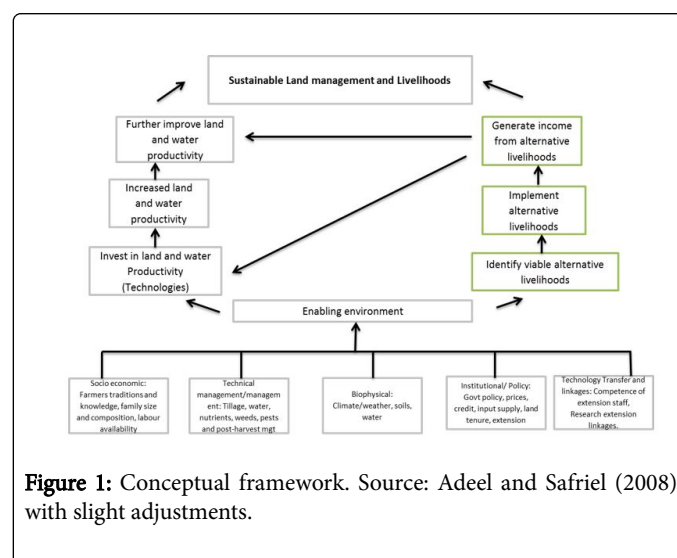 Sustainable Land management and Livelihoods
Further improve land
and water
productivity
Generate income
from alternative
livelihoods
Increased land
and water
productivity
Implement
alternative
livelihoods
Invest in land and water
Productivity
(Technologies)
Identify viable alternative
livelihoods
Enabling environment
Socio economic:
Farmers traditions and
knowledge, family size
and composition, labour
availability
Technical
management/managem
ent: Tillage, water,
nutrients, weeds, pests
and post-harvest mgt
Biophysical:
Climate/weather, soils,
water
Institutional/ Policy:
Govt policy, prices,
credit, input supply, land
tenure, extension
Technology Transfer and
linkages: Competence of
extension staff,
Research extension
linkages.
Figure 1: Conceptual framework. Source: Adeel and Safriel (2008)
with slight adjustments.